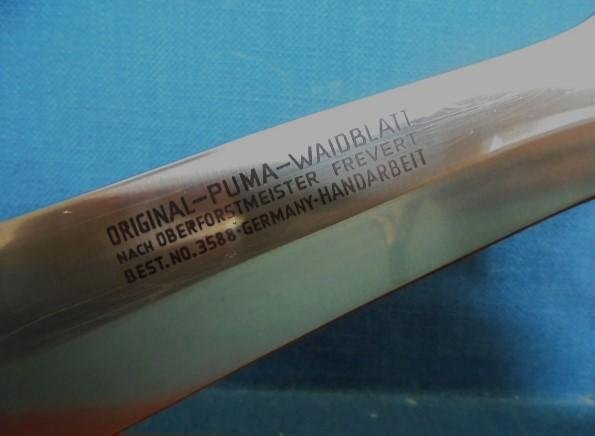 ORIGINAL-PUMA-WAIDBLATT
NACH OBERFORSTMEISTER FREVERT
BEST.NO.3588·GERMANY·HANDARBEIT